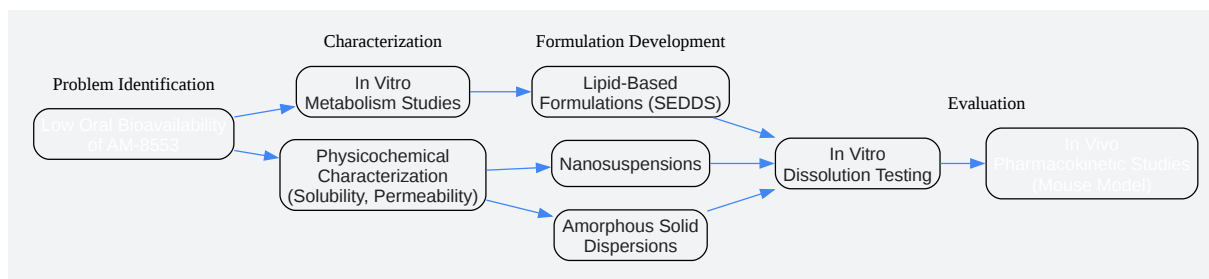 Problem Identification
Low Oral Bioavailability
of AM-8553
Characterization
In Vitro
Metabolism Studies
Physicochemical
Characterization
(Solubility, Permeability)
Formulation Development
Lipid-Based
Formulations (SEDDS)
Nanosuspensions
Amorphous Solid
Dispersions
In Vitro
Dissolution Testing
Evaluation
In Vivo
Pharmacokinetic Studies
(Mouse Model)